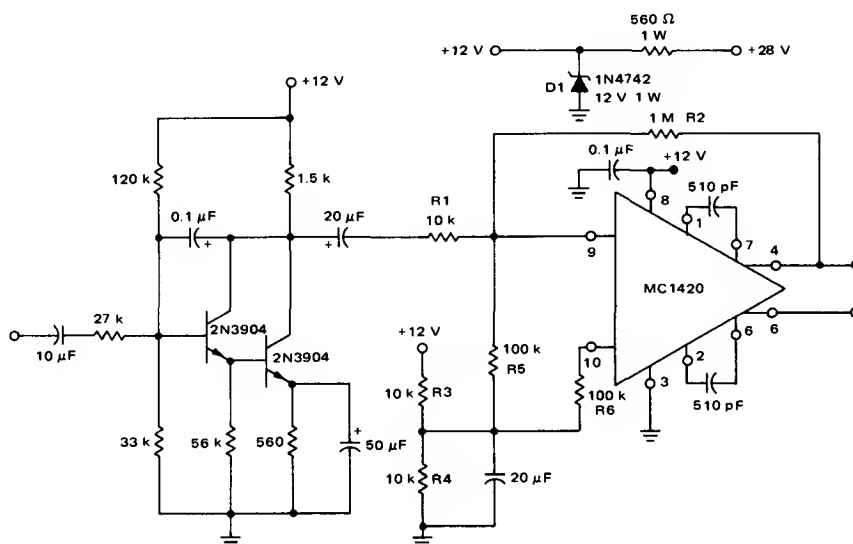 560 Ω
1 W
+12 V
+28 V
D1
1N4742
12 V 1 W
+12 V
1 M R2
120 k
1.5 k
0.1 μF
+12 V
510 pF
8
1
7
0.1 μF
+
20 μF
+
R1
10 k
9
4
MC1420
27 k
2N3904
2N3904
10 μF
+12 V
10 k R3
100 k
R5
10
100 k
R6
3
2
6
6
510 pF
33 k
56 k
560
+
50 μF
10 k R4
20 μF